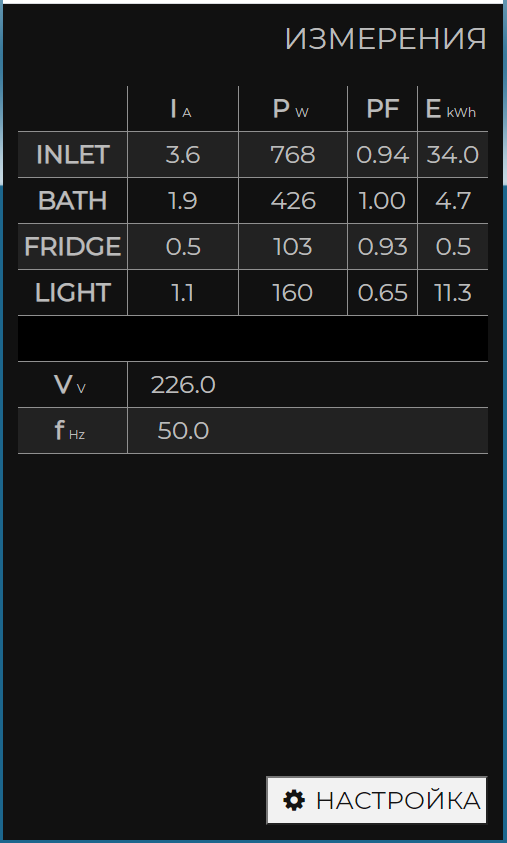 ИЗМЕРЕНИЯ
I A P W PF E kWh
INLET 3.6 768 0.94 34.0
BATH 1.9 426 1.00 4.7
FRIDGE 0.5 103 0.93 0.5
LIGHT 1.1 160 0.65 11.3
V V 226.0
f Hz 50.0
НАСТРОЙКА